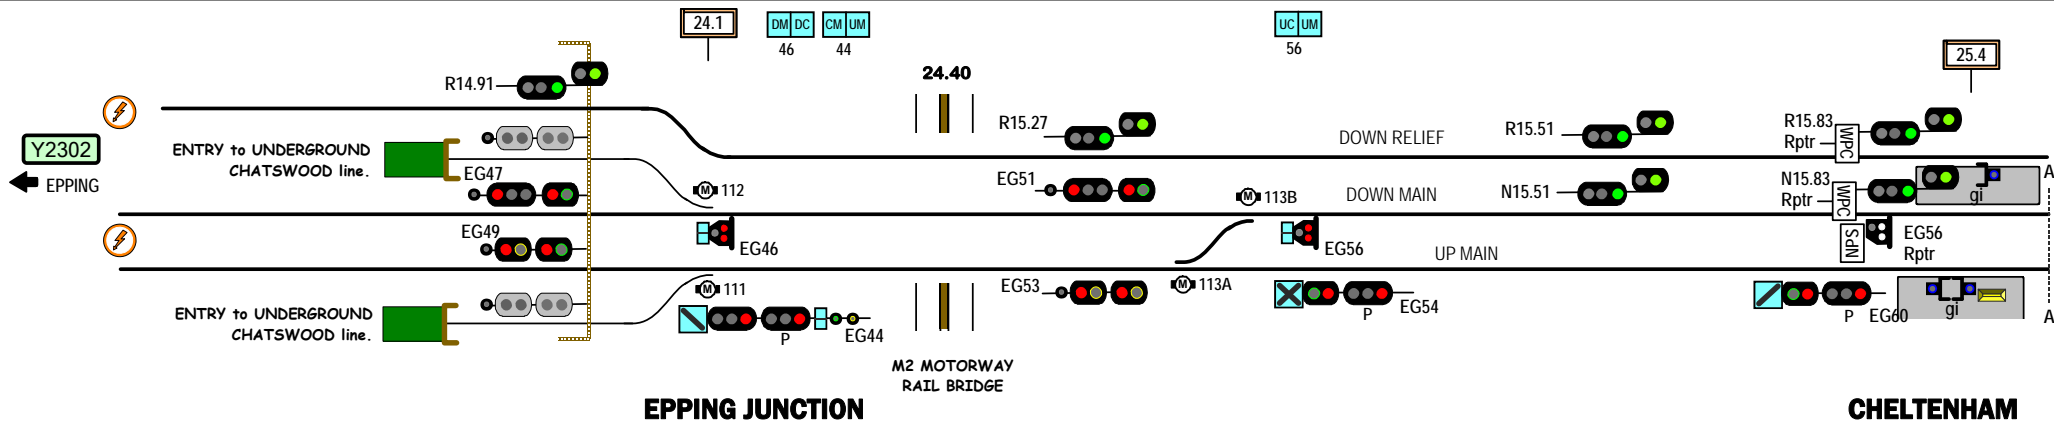 24.1
DM DC
46
CM UM
44
UC UM
56
25.4
24.40
R14.91
R15.27
R15.51
R15.83
Rptr
WPC
DOWN RELIEF
Y2302
EPPING
ENTRY to UNDERGROUND
CHATSWOOD line.
EG47
M 112
EG51
M 113B
DOWN MAIN
N15.51
N15.83
Rptr
WPC
gi
A
EG49
EG46
EG56
UP MAIN
NPS
EG56
Rptr
ENTRY to UNDERGROUND
CHATSWOOD line.
M 111
P
EG44
EG53
M 113A
P
EG54
P
EG60
gi
A
M2 MOTORWAY
RAIL BRIDGE
EPPING JUNCTION
CHELTENHAM